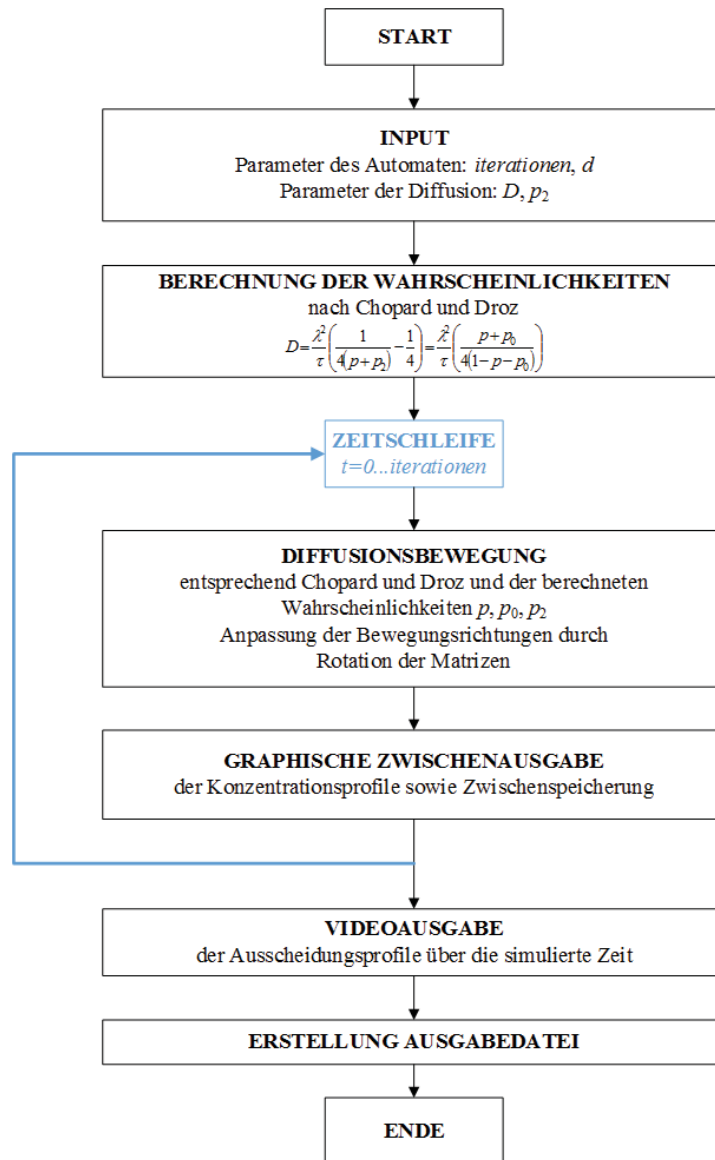 START
INPUT
Parameter des Automaten: iterationen, d
Parameter der Diffusion: D, p₂
BERECHNUNG DER WAHRSCHEINLICHKEITEN
nach Chopard und Droz
D=λ²/τ(1/4(p+p₂)−1/4)=λ²/τ(p+p₀/4(1−p−p₀))
ZEITSCHLEIFE
t=0...iterationen
DIFFUSIONSBEWEGUNG
entsprechend Chopard und Droz und der berechneten
Wahrscheinlichkeiten p, p₀, p₂
Anpassung der Bewegungsrichtungen durch
Rotation der Matrizen
GRAPHISCHE ZWISCHENAUSGABE
der Konzentrationsprofile sowie Zwischenspeicherung
VIDEOAUSGABE
der Ausscheidungsprofile über die simulierte Zeit
ERSTELLUNG AUSGABEDATEI
ENDE